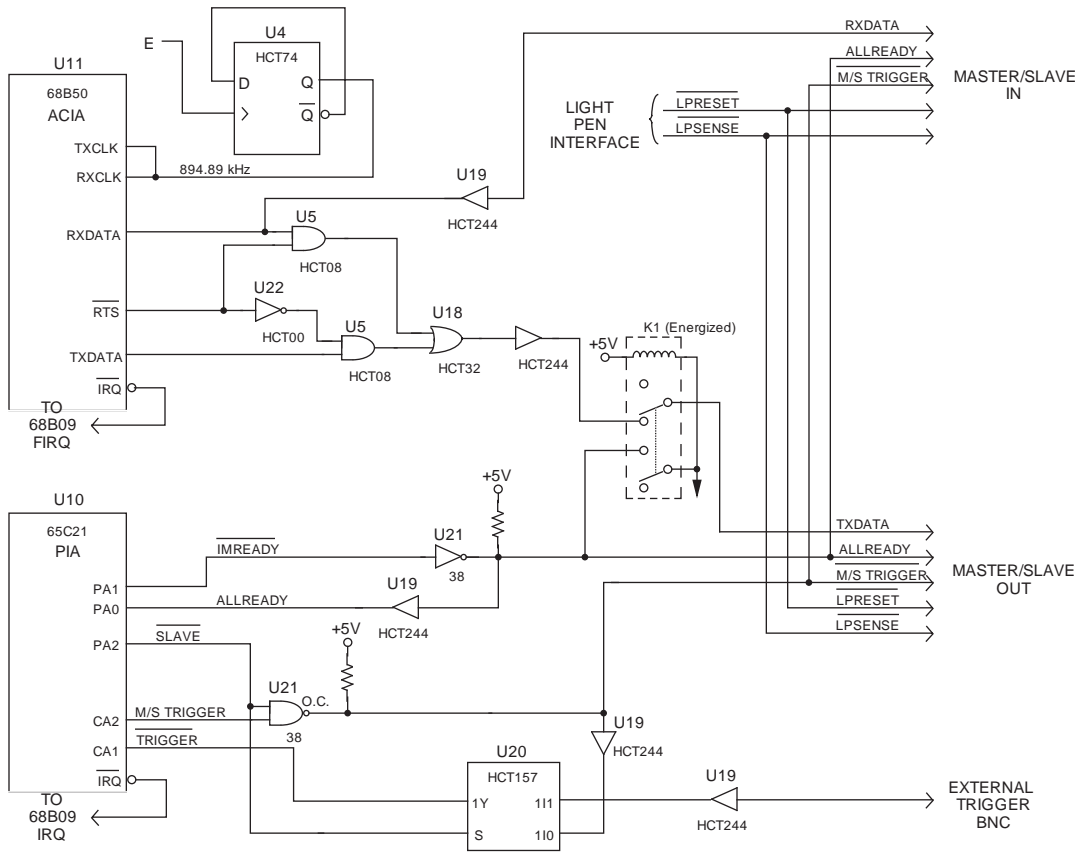 U4
HCT74
E
D
Q
Q
U11
68B50
ACIA
TXCLK
RXCLK
894.89 kHz
RXDATA
RTS
TXDATA
IRQ
TO
68B09
FIRQ
U19
HCT244
U5
HCT08
U22
HCT00
U5
HCT08
U18
HCT32
HCT244
K1 (Energized)
+5V
LIGHT
PEN
INTERFACE
RXDATA
ALLREADY
M/S TRIGGER
LPRESET
LPSENSE
MASTER/SLAVE
IN
U10
65C21
PIA
PA1
PA0
PA2
CA2
CA1
IRQ
TO
68B09
IRQ
IMREADY
ALLREADY
SLAVE
M/S TRIGGER
TRIGGER
+5V
U21
38
U19
HCT244
+5V
U21
O.C.
38
U19
HCT244
U20
HCT157
1Y
S
1I1
1I0
U19
HCT244
TXDATA
ALLREADY
M/S TRIGGER
LPRESET
LPSENSE
MASTER/SLAVE
OUT
EXTERNAL
TRIGGER
BNC